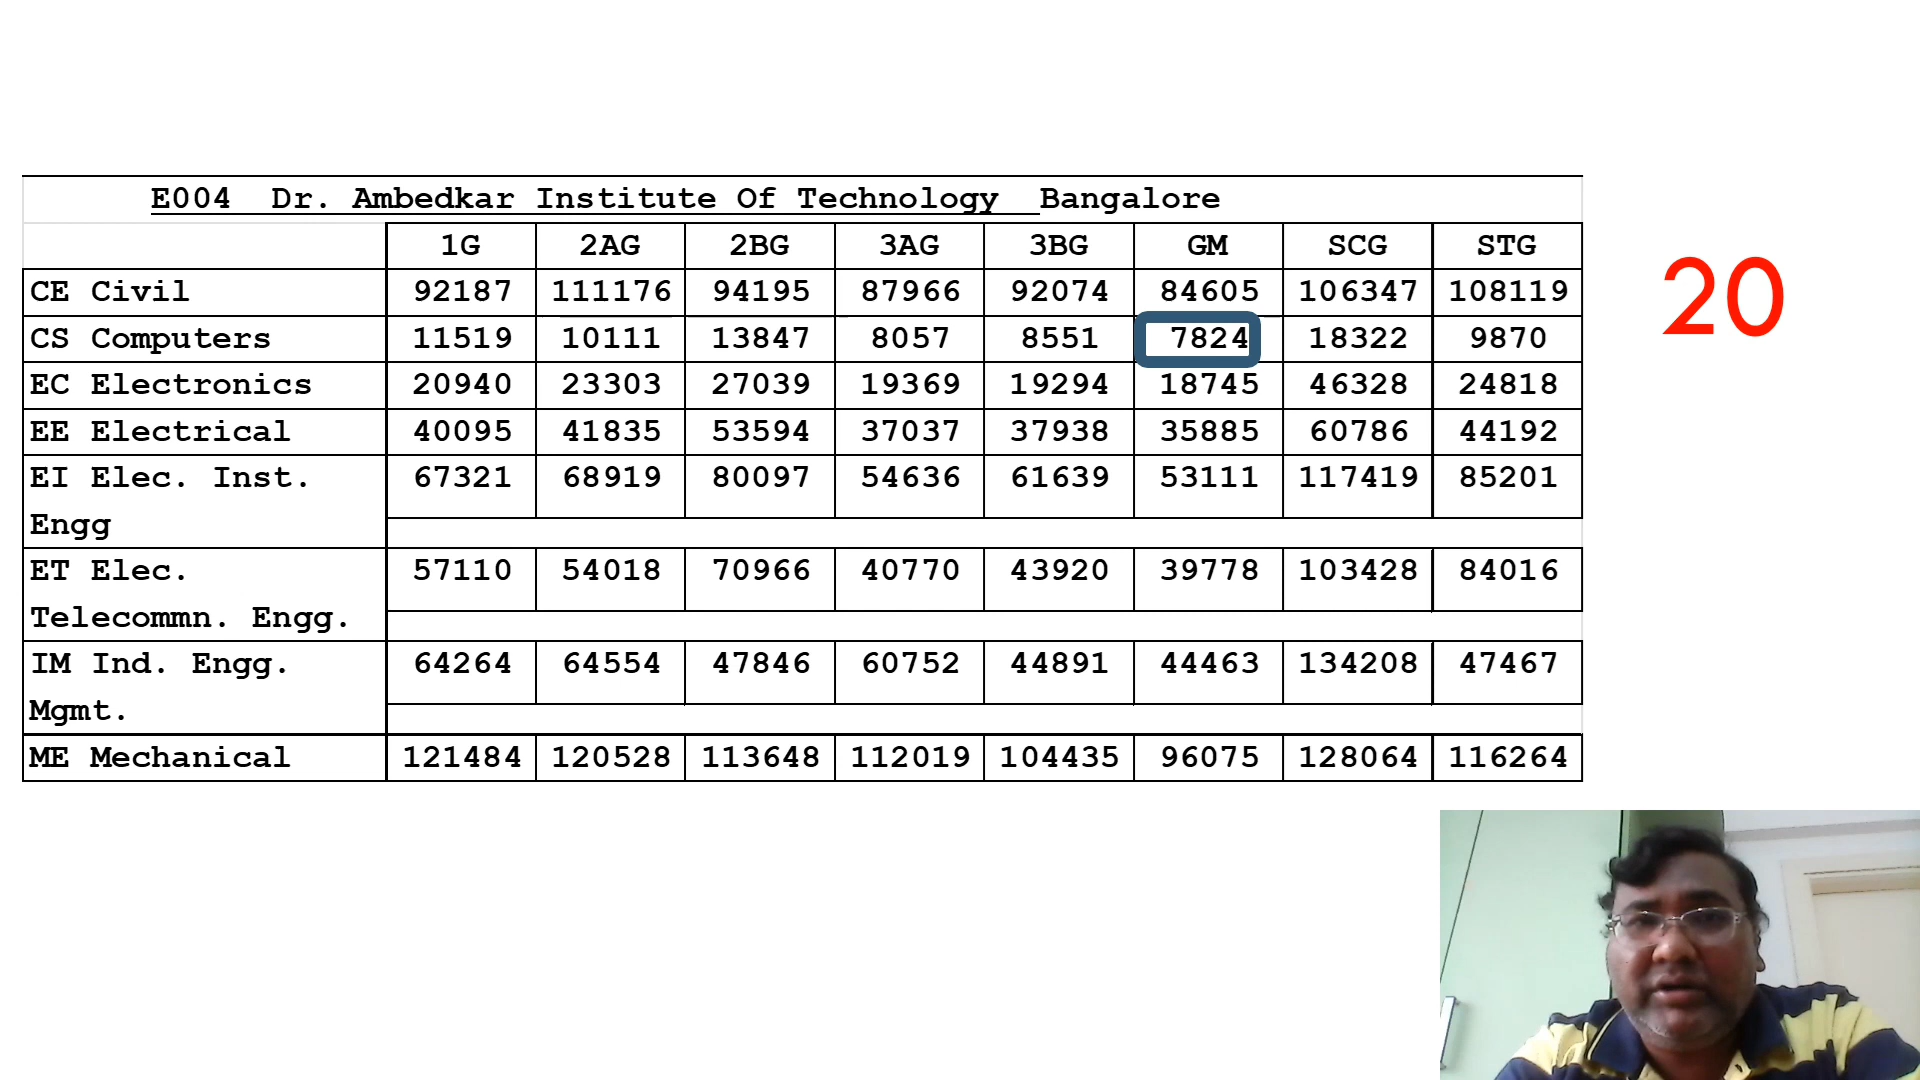 E004 Dr. Ambedkar Institute Of Technology Bangalore
1G 2AG 2BG 3AG 3BG GM SCG STG
CE Civil 92187 111176 94195 87966 92074 84605 106347 108119
20
CS Computers 11519 10111 13847 8057 8551 7824 18322 9870
EC Electronics 20940 23303 27039 19369 19294 18745 46328 24818
EE Electrical 40095 41835 53594 37037 37938 35885 60786 44192
EI Elec. Inst. 67321 68919 80097 54636 61639 53111 117419 85201
Engg
ET Elec. 57110 54018 70966 40770 43920 39778 103428 84016
Telecommn. Engg.
IM Ind. Engg. 64264 64554 47846 60752 44891 44463 134208 47467
Mgmt.
ME Mechanical 121484 120528 113648 112019 104435 96075 128064 116264